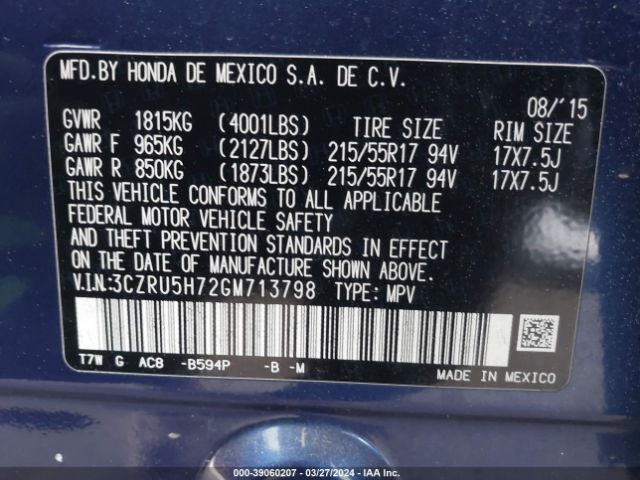 MFD.BY HONDA DE MEXICO S.A. DE C.V.
08/'15
GVWR 1815KG (4001LBS) TIRE SIZE RIM SIZE
GAWR F 965KG (2127LBS) 215/55R17 94V 17X7.5J
GAWR R 850KG (1873LBS) 215/55R17 94V 17X7.5J
THIS VEHICLE CONFORMS TO ALL APPLICABLE
FEDERAL MOTOR VEHICLE SAFETY
AND THEFT PREVENTION STANDARDS IN EFFECT
ON THE DATE OF MANUFACTURE SHOWN ABOVE.
V.I.N:3CZRU5H72GM713798 TYPE: MPV
T7W G AC8 -B594P -B -M
MADE IN MEXICO
000-39060207 - 03/27/2024 - IAA Inc.